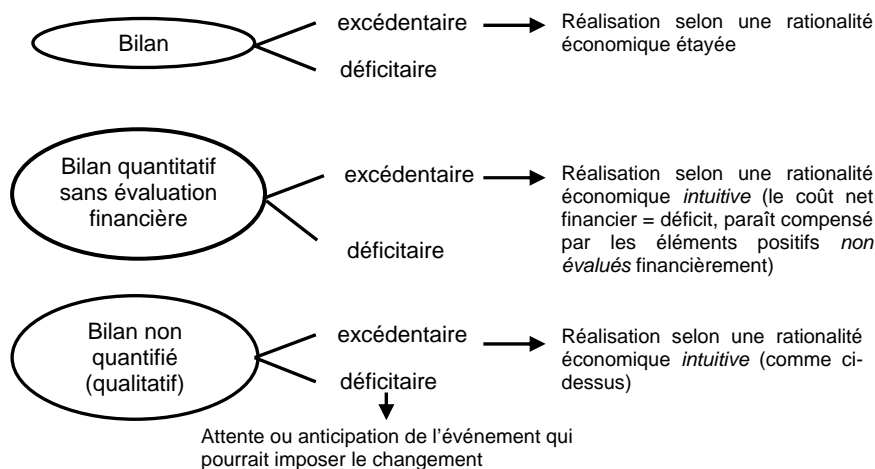 Bilan
excédentaire
déficitaire
Réalisation selon une rationalité
économique étayée
Bilan quantitatif
sans évaluation
financière
excédentaire
déficitaire
Réalisation selon une rationalité
économique intuitive (le coût net
financier = déficit, paraît compensé
par les éléments positifs non
évalués financièrement)
Bilan non
quantifié
(qualitatif)
excédentaire
déficitaire
Réalisation selon une rationalité
économique intuitive (comme ci-
dessus)
Attente ou anticipation de l’événement qui
pourrait imposer le changement